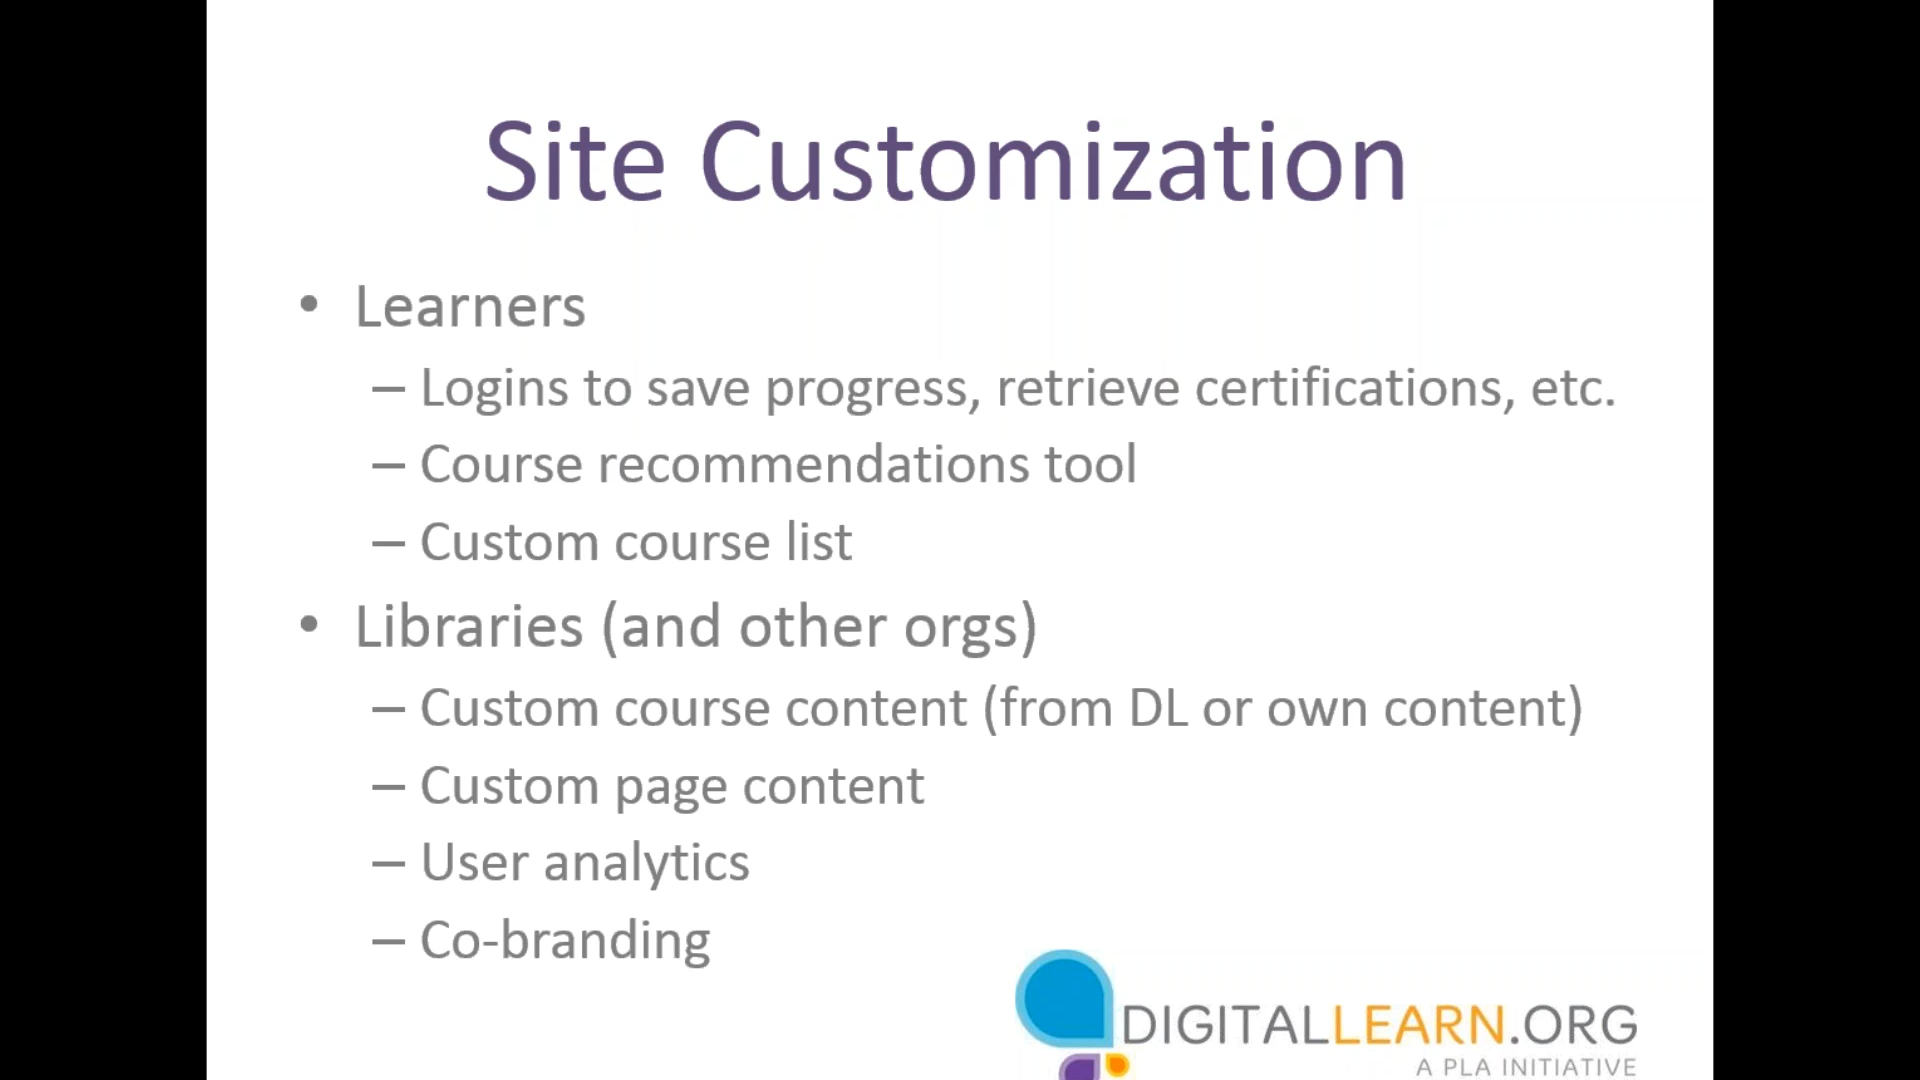 Site Customization
• Learners
– Logins to save progress, retrieve certifications, etc.
– Course recommendations tool
– Custom course list
• Libraries (and other orgs)
– Custom course content (from DL or own content)
– Custom page content
– User analytics
– Co-branding
DIGITALLEARN.ORG
A PLA INITIATIVE